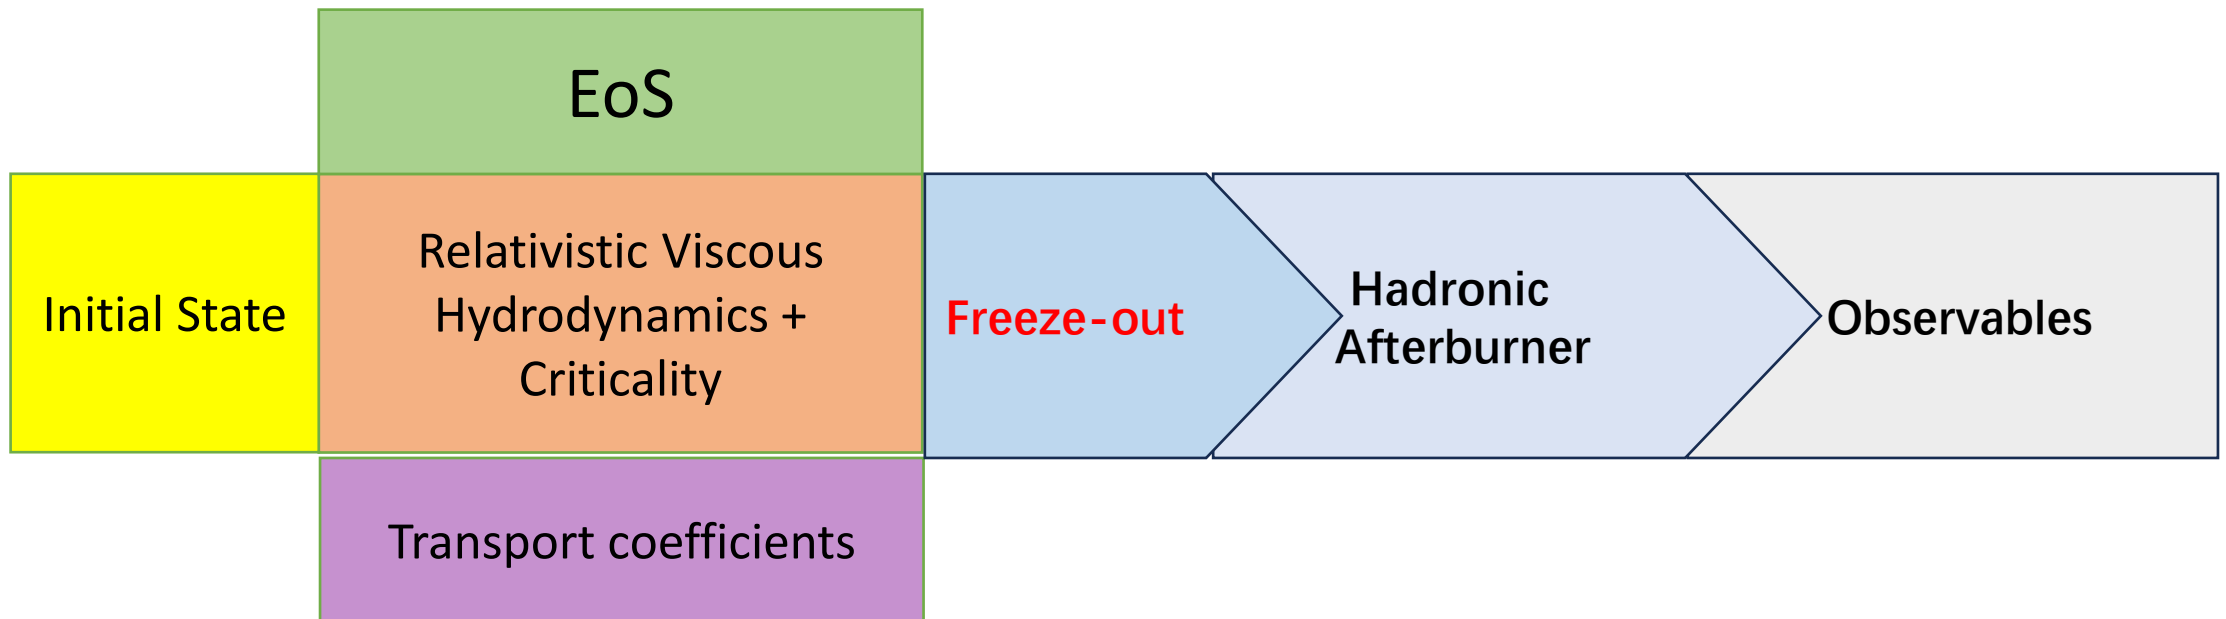 EoS
Initial State
Relativistic Viscous
Hydrodynamics +
Criticality
Freeze-out
Hadronic
Afterburner
Observables
Transport coefficients